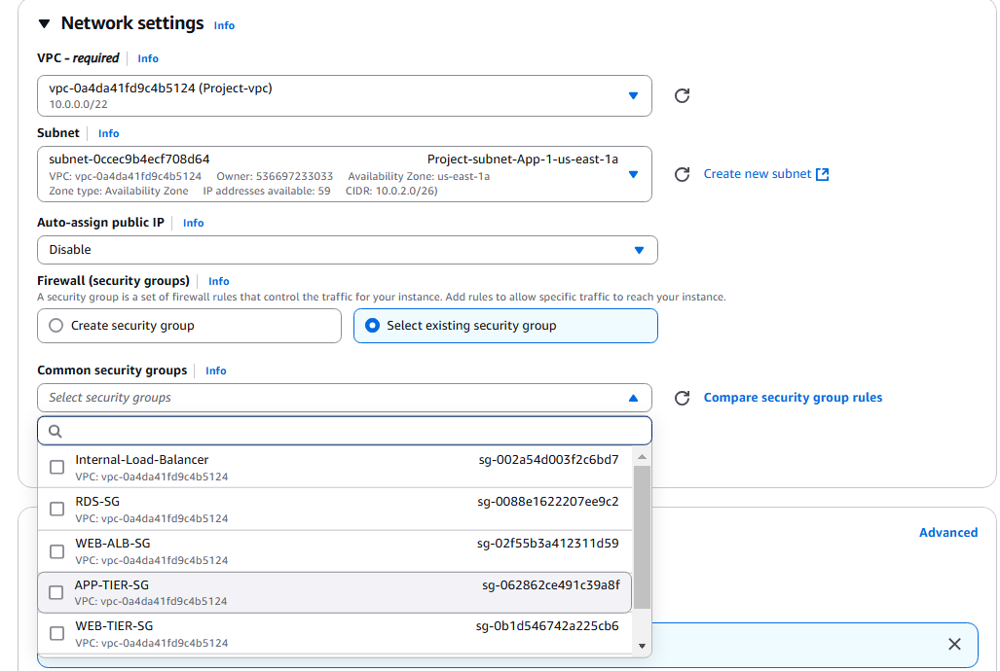 Network settings Info
VPC - required Info
vpc-0a4da41fd9c4b5124 (Project-vpc)
10.0.0.0/22
Subnet Info
subnet-0ccec9b4ecf708d64 Project-subnet-App-1-us-east-1a
VPC: vpc-0a4da41fd9c4b5124 Owner: 536697233033 Availability Zone: us-east-1a
Zone type: Availability Zone IP addresses available: 59 CIDR: 10.0.2.0/26)
Create new subnet
Auto-assign public IP Info
Disable
Firewall (security groups) Info
A security group is a set of firewall rules that control the traffic for your instance. Add rules to allow specific traffic to reach your instance.
Create security group
Select existing security group
Common security groups Info
Select security groups
Compare security group rules
Internal-Load-Balancer sg-002a54d003f2c6bd7
VPC: vpc-0a4da41fd9c4b5124
RDS-SG sg-0088e1622207ee9c2
VPC: vpc-0a4da41fd9c4b5124
WEB-ALB-SG sg-02f55b3a412311d59
VPC: vpc-0a4da41fd9c4b5124
Advanced
APP-TIER-SG sg-062862ce491c39a8f
VPC: vpc-0a4da41fd9c4b5124
WEB-TIER-SG sg-0b1d546742a225cb6
VPC: vpc-0a4da41fd9c4b5124